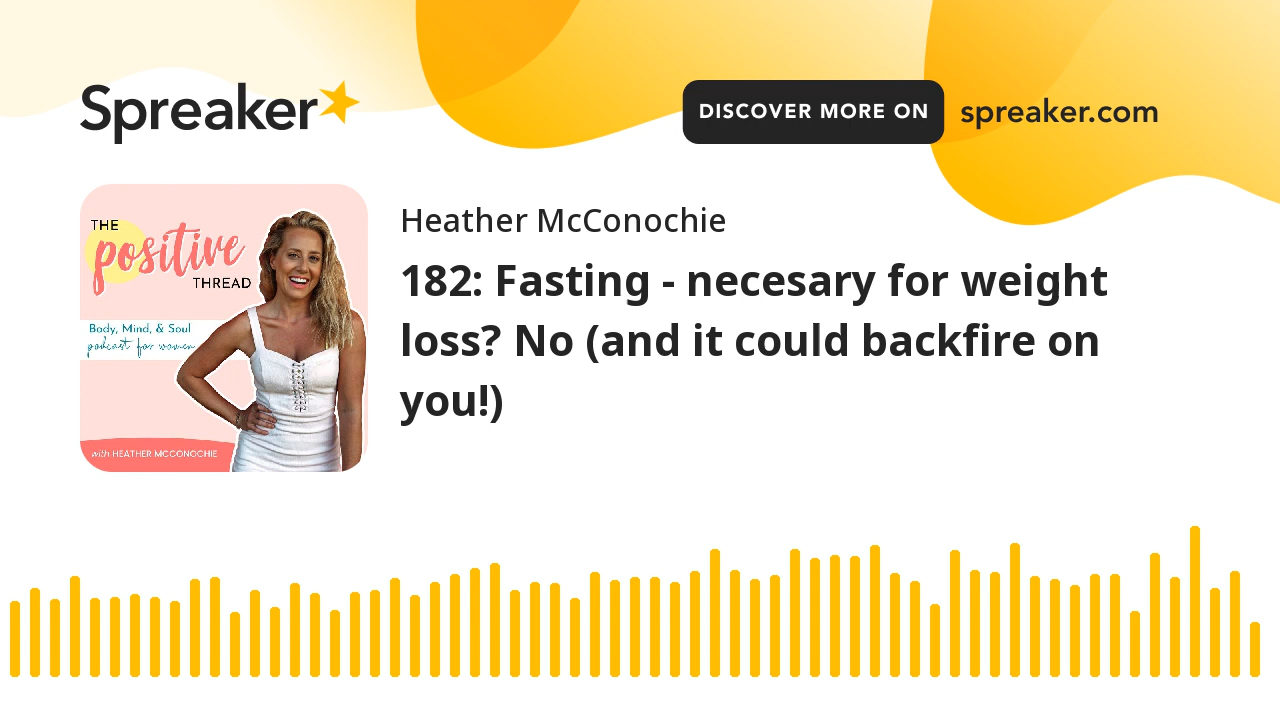 Spreaker
DISCOVER MORE ON
spreaker.com
THE
positive
THREAD
Body, Mind, & Soul
podcast for women
with HEATHER MCCONOCHIE
Heather McConochie
182: Fasting - necesary for weight
loss? No (and it could backfire on
you!)